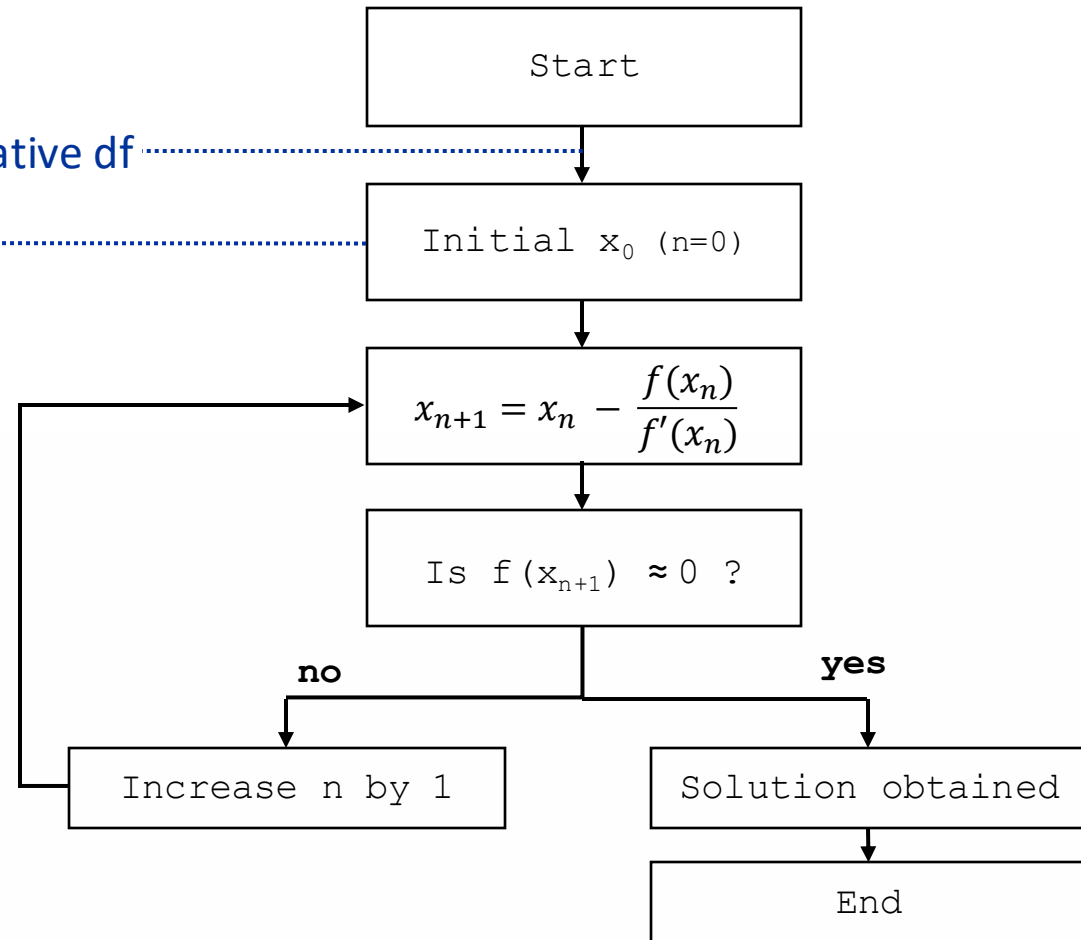 Start
ative df
Initial x₀ (n=0)
xₙ₊₁ = xₙ − f(xₙ)/f′(xₙ)
Is f(xₙ₊₁) ≈ 0 ?
no
yes
Increase n by 1
Solution obtained
End